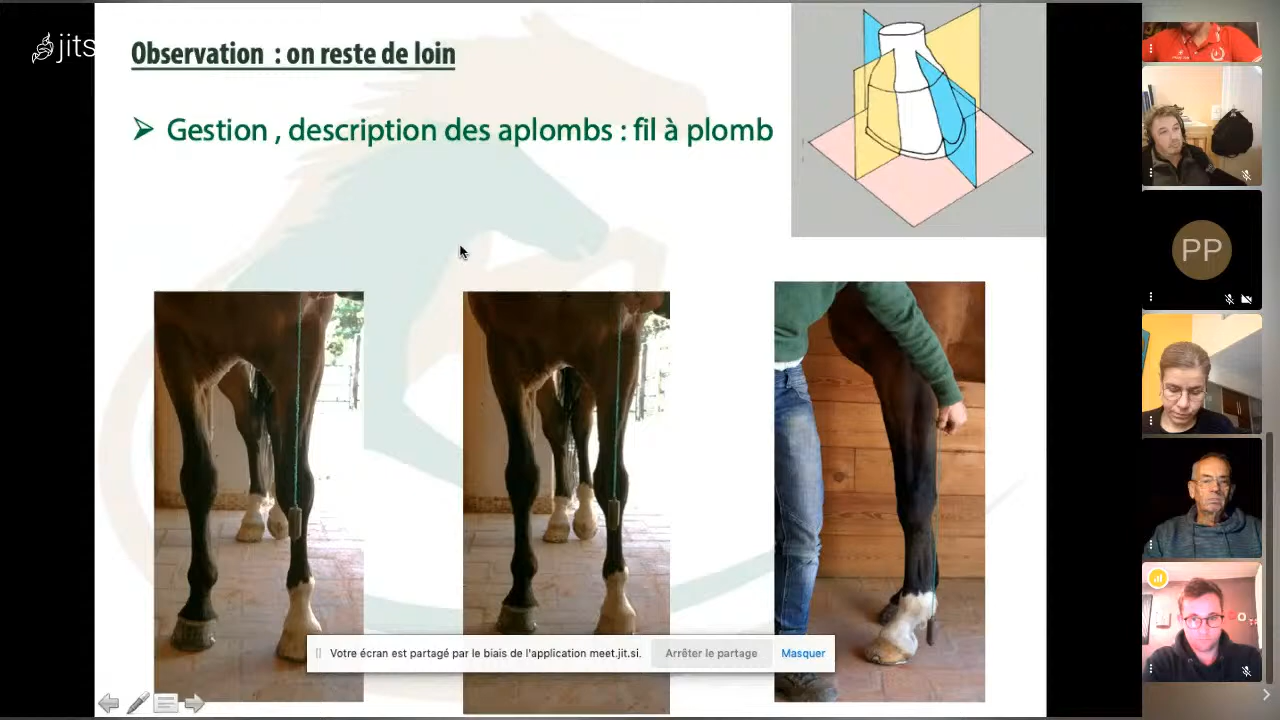 jits
Observation : on reste de loin
Gestion , description des aplombs : fil à plomb
PP
Votre écran est partagé par le biais de l'application meet.jit.si.
Arrêter le partage
Masquer